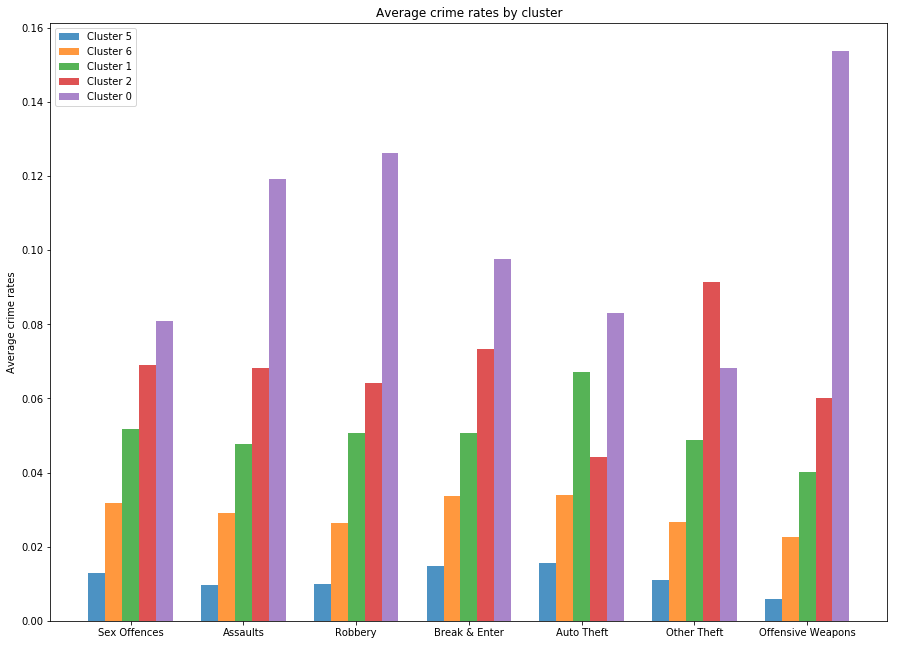 Average crime rates by cluster
Cluster 5
Cluster 6
Cluster 1
Cluster 2
Cluster 0
Average crime rates
0.16
0.14
0.12
0.10
0.08
0.06
0.04
0.02
0.00
Sex Offences Assaults Robbery Break & Enter Auto Theft Other Theft Offensive Weapons